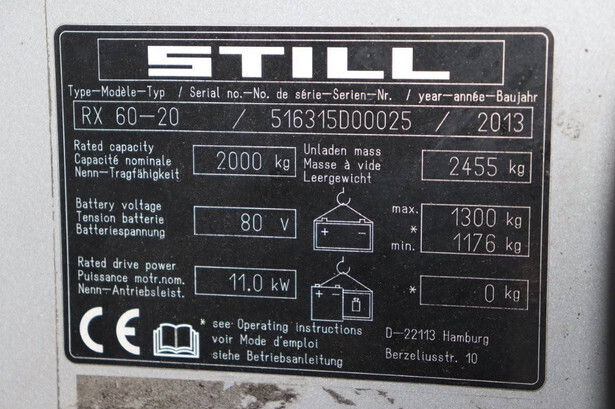 STILL
Type-Modèle-Typ / Serial no.-No. de série-Serien-Nr. / year-année-Baujahr
RX 60-20 / 516315D00025 / 2013
Rated capacity
Capacité nominale
Nenn-Tragfähigkeit
2000 kg
Unladen mass
Masse à vide
Leergewicht
2455 kg
Battery voltage
Tension batterie
Batteriespannung
80 V
+ -
max. 1300 kg
*
min. 1176 kg
Rated drive power
Puissance motr.nom.
Nenn-Antriebsleist.
11.0 kW
+ -
* 0 kg
CE
* see Operating instructions
voir Mode d'emploi
siehe Betriebsanleitung
D-22113 Hamburg
Berzeliusstr. 10